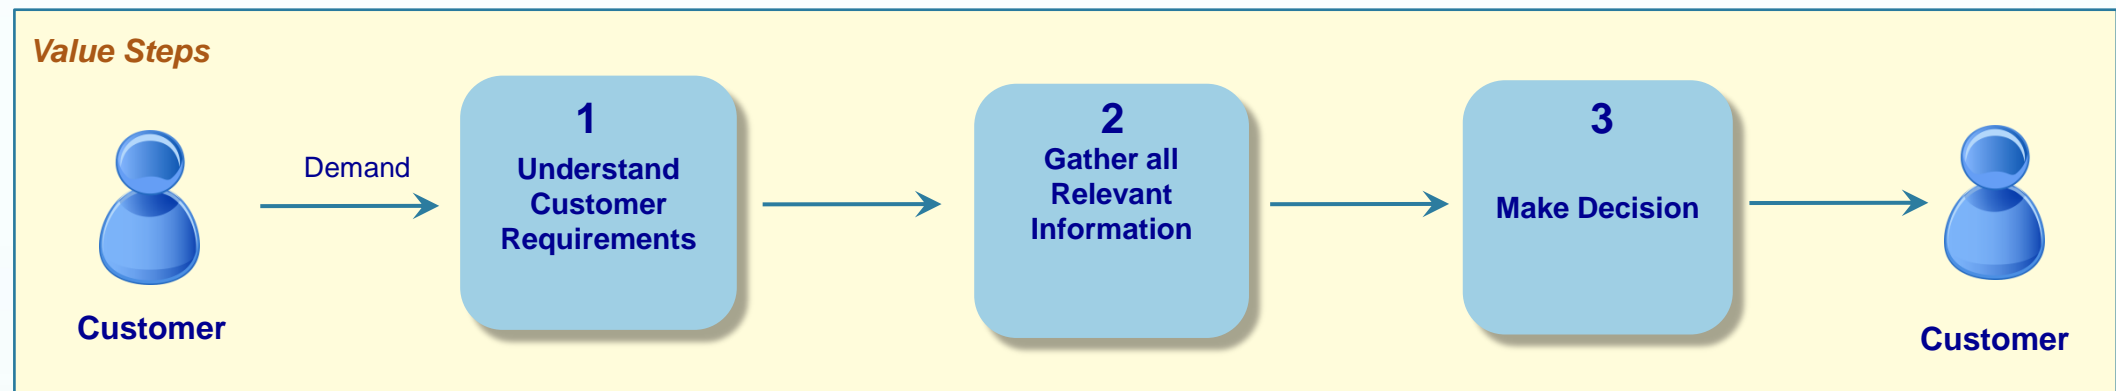 Value Steps
Customer
Demand
1
Understand
Customer
Requirements
2
Gather all
Relevant
Information
3
Make Decision
Customer